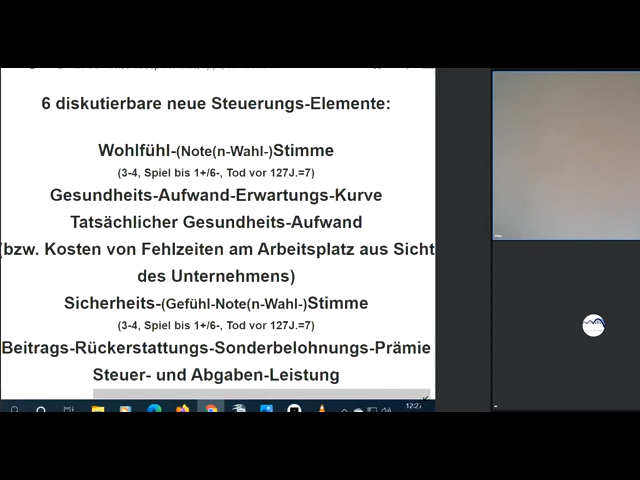 6 diskutierbare neue Steuerungs-Elemente:
Wohlfühl-(Note(n-Wahl-)Stimme
(3-4, Spiel bis 1+/6-, Tod vor 127J.=7)
Gesundheits-Aufwand-Erwartungs-Kurve
Tatsächlicher Gesundheits-Aufwand
(bzw. Kosten von Fehlzeiten am Arbeitsplatz aus Sicht
des Unternehmens)
Sicherheits-(Gefühl-Note(n-Wahl-)Stimme
(3-4, Spiel bis 1+/6-, Tod vor 127J.=7)
Beitrags-Rückerstattungs-Sonderbelohnungs-Prämie
Steuer- und Abgaben-Leistung